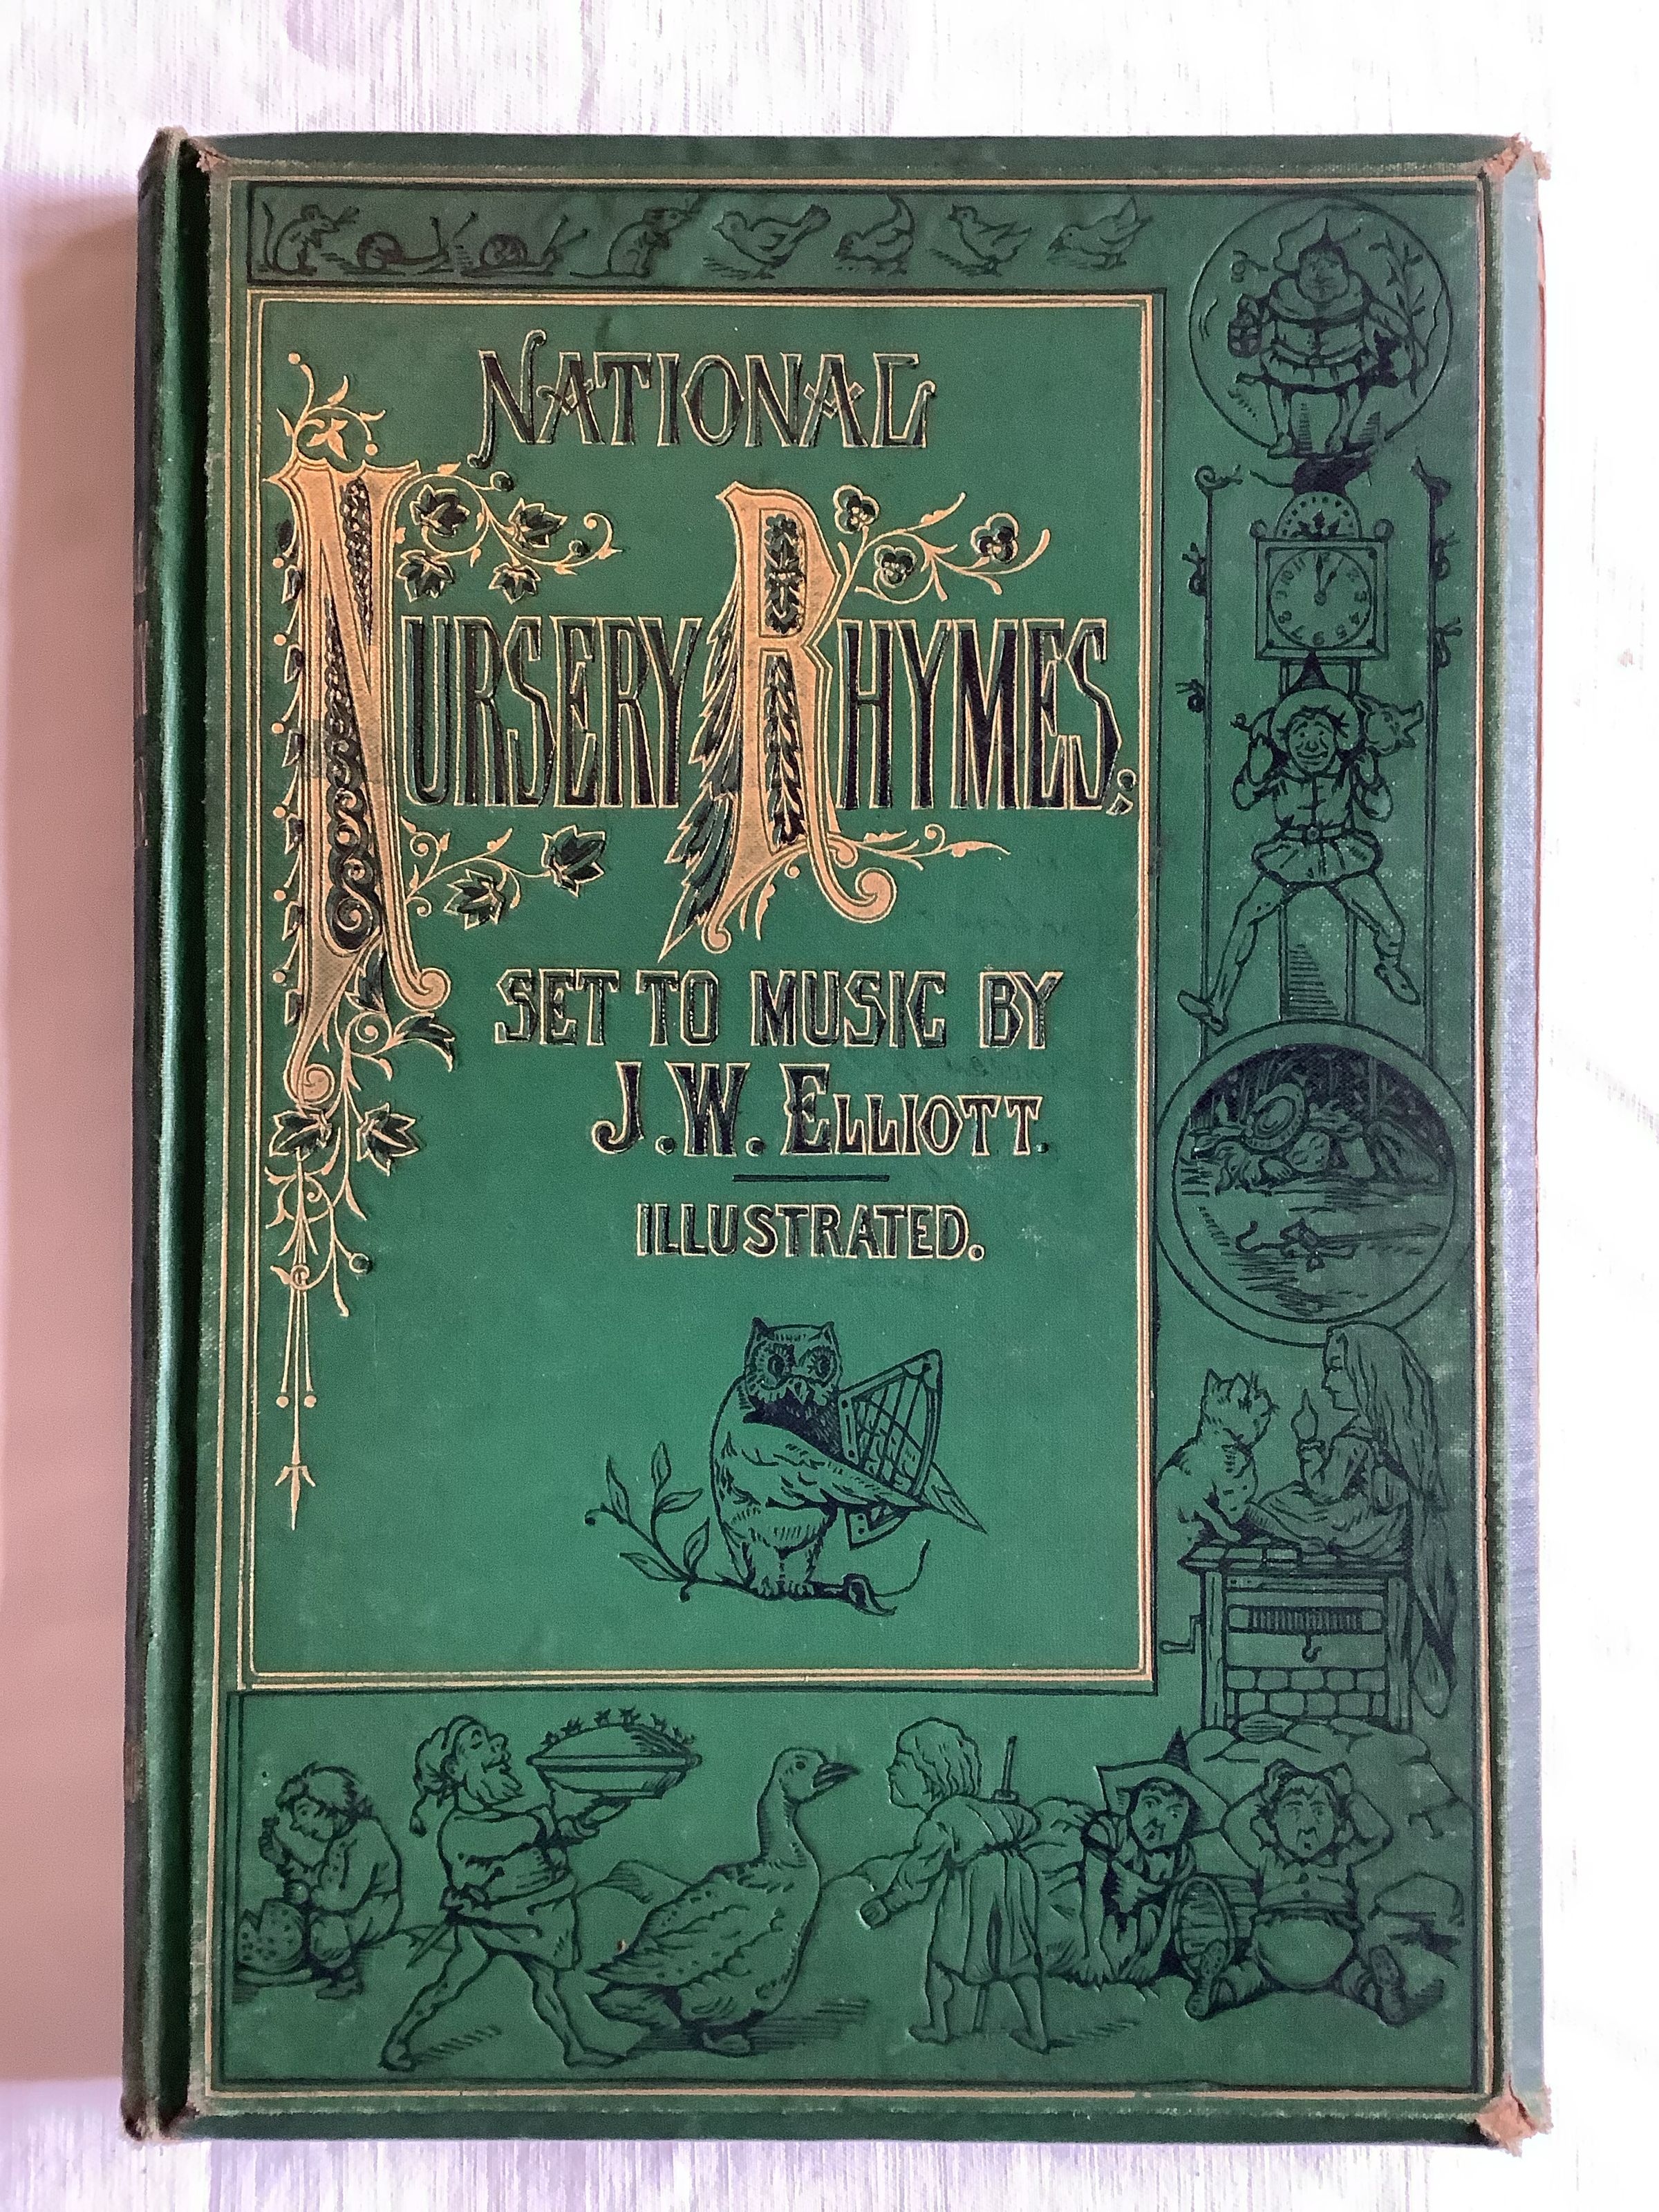 NATIONAL
NURSERY RHYMES,
SET TO MUSIC BY
J. W. ELLIOTT.
ILLUSTRATED.